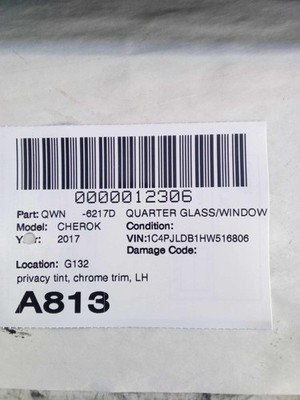 0000012306
Part: QWN -6217D QUARTER GLASS/WINDOW
Model: CHEROK Condition:
Year: 2017 VIN:1C4PJLDB1HW516806
Damage Code:
Location: G132
privacy tint, chrome trim, LH
A813